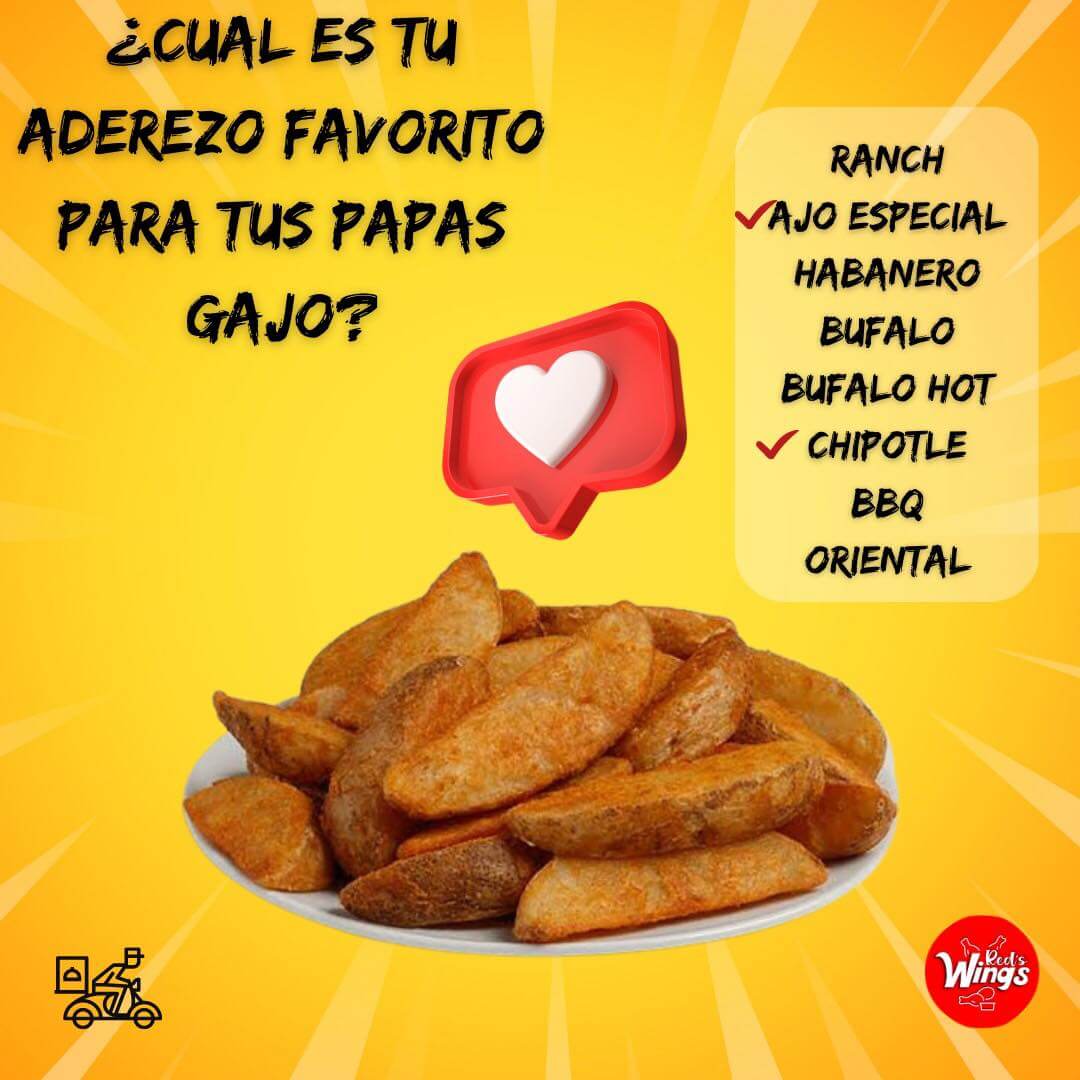 ¿CUAL ES TU
ADEREZO FAVORITO
PARA TUS PAPAS
GAJO?
RANCH
AJO ESPECIAL
HABANERO
BUFALO
BUFALO HOT
CHIPOTLE
BBQ
ORIENTAL
Red's
Wings